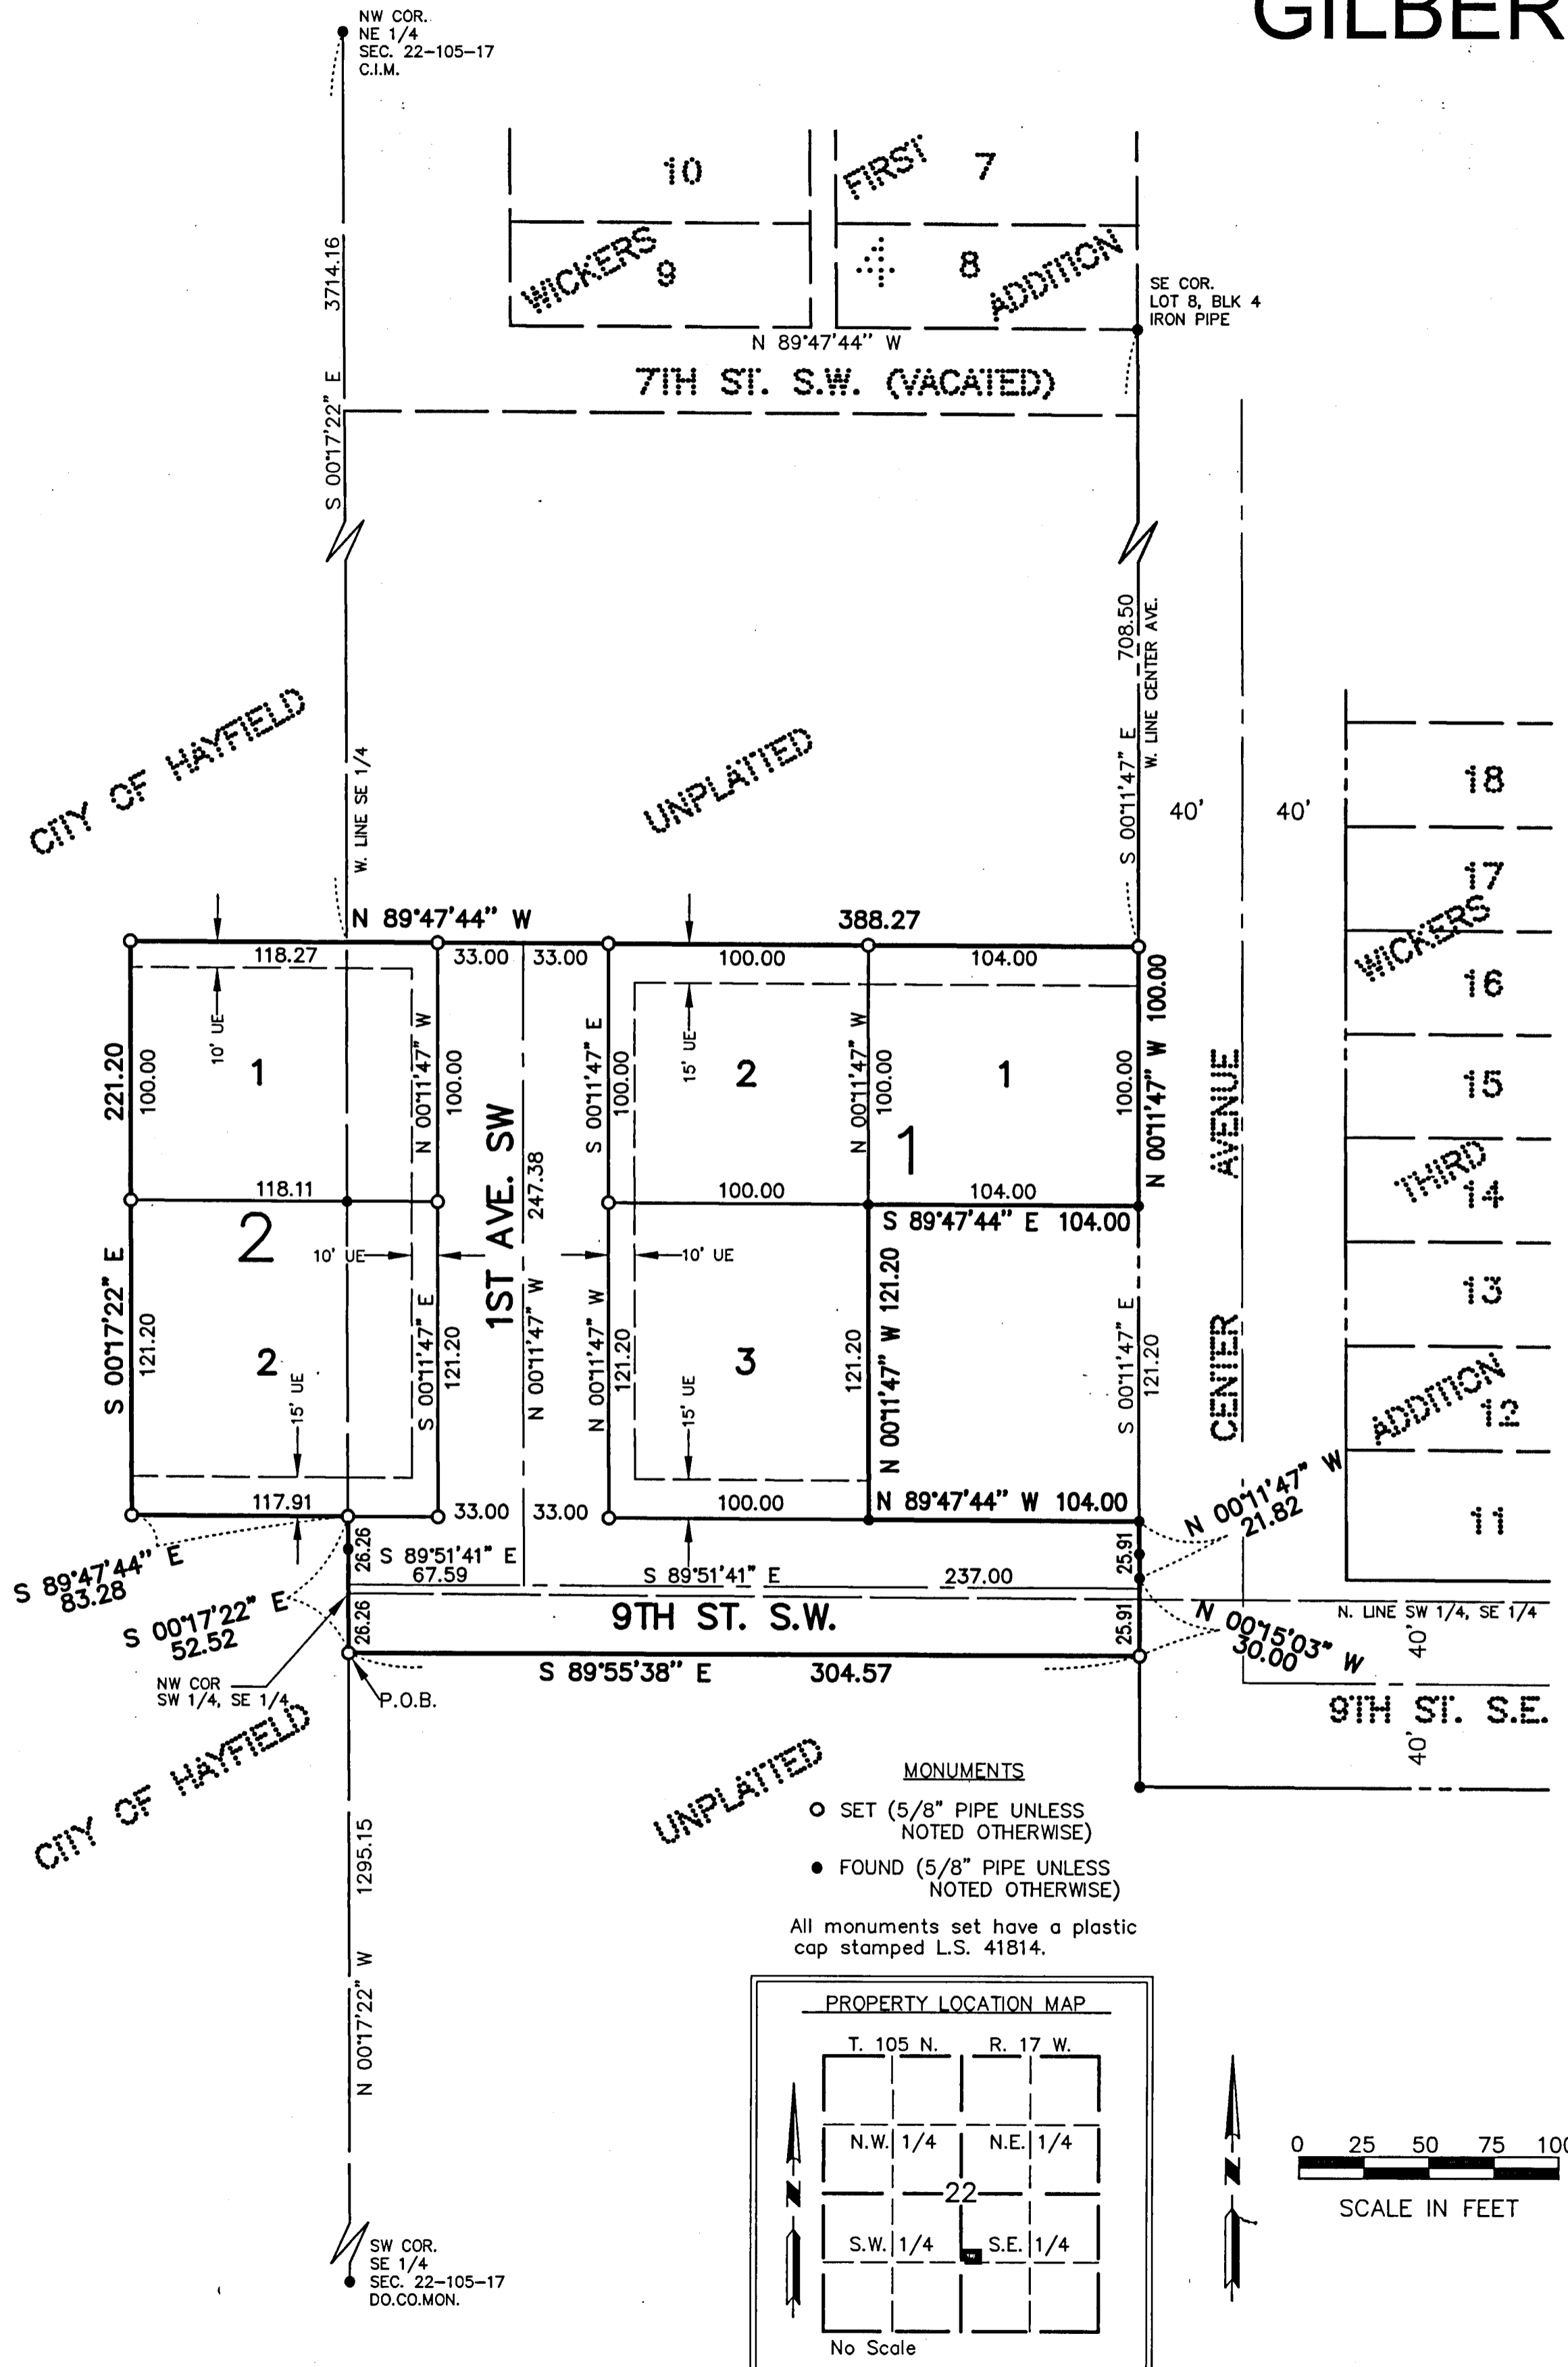 GILBER
NW COR.
NE 1/4
SEC. 22-105-17
C.I.M.
10
FIRST
7
WICKERS
9
4
8
ADDITION
SE COR.
LOT 8, BLK 4
IRON PIPE
3714.16
S 00°17'22" E
N 89°47'44" W
7TH ST. S.W. (VACATED)
708.50
S 00°11'47" E
W. LINE CENTER AVE.
CITY OF HAYFIELD
W. LINE SE 1/4
UNPLATTED
40'
40'
18
17
WICKERS
16
15
THIRD
14
13
ADDITION
12
11
N 89°47'44" W
388.27
118.27
33.00
33.00
100.00
104.00
10' UE
15' UE
221.20
100.00
1
N 00°11'47" W
100.00
S 00°11'47" E
100.00
2
N 00°11'47" W
100.00
1
100.00
N 00°11'47" W 100.00
1
CENTER AVENUE
118.11
100.00
104.00
S 89°47'44" E 104.00
2
10' UE
1ST AVE. SW
247.38
N 00°11'47" W
10' UE
S 00°17'22" E
121.20
2
15' UE
S 00°11'47" E
121.20
N 00°11'47" W
121.20
3
15' UE
121.20
N 00°11'47" W 121.20
S 00°11'47" E
121.20
117.91
33.00
33.00
100.00
N 89°47'44" W 104.00
N 00°11'47" W
21.82
S 89°47'44" E
83.28
26.26
S 89°51'41" E
67.59
S 89°51'41" E
237.00
25.91
S 00°17'22" E
52.52
26.26
9TH ST. S.W.
25.91
N 00°15'03" W
30.00
N. LINE SW 1/4, SE 1/4
40'
NW COR
SW 1/4, SE 1/4
P.O.B.
S 89°55'38" E
304.57
9TH ST. S.E.
40'
CITY OF HAYFIELD
UNPLATTED
1295.15
N 00°17'22" W
MONUMENTS
SET (5/8" PIPE UNLESS
NOTED OTHERWISE)
FOUND (5/8" PIPE UNLESS
NOTED OTHERWISE)
All monuments set have a plastic
cap stamped L.S. 41814.
PROPERTY LOCATION MAP
T. 105 N. R. 17 W.
N.W. 1/4
N.E. 1/4
22
S.W. 1/4
S.E. 1/4
No Scale
N
N
0 25 50 75 100
SCALE IN FEET
SW COR.
SE 1/4
SEC. 22-105-17
DO.CO.MON.